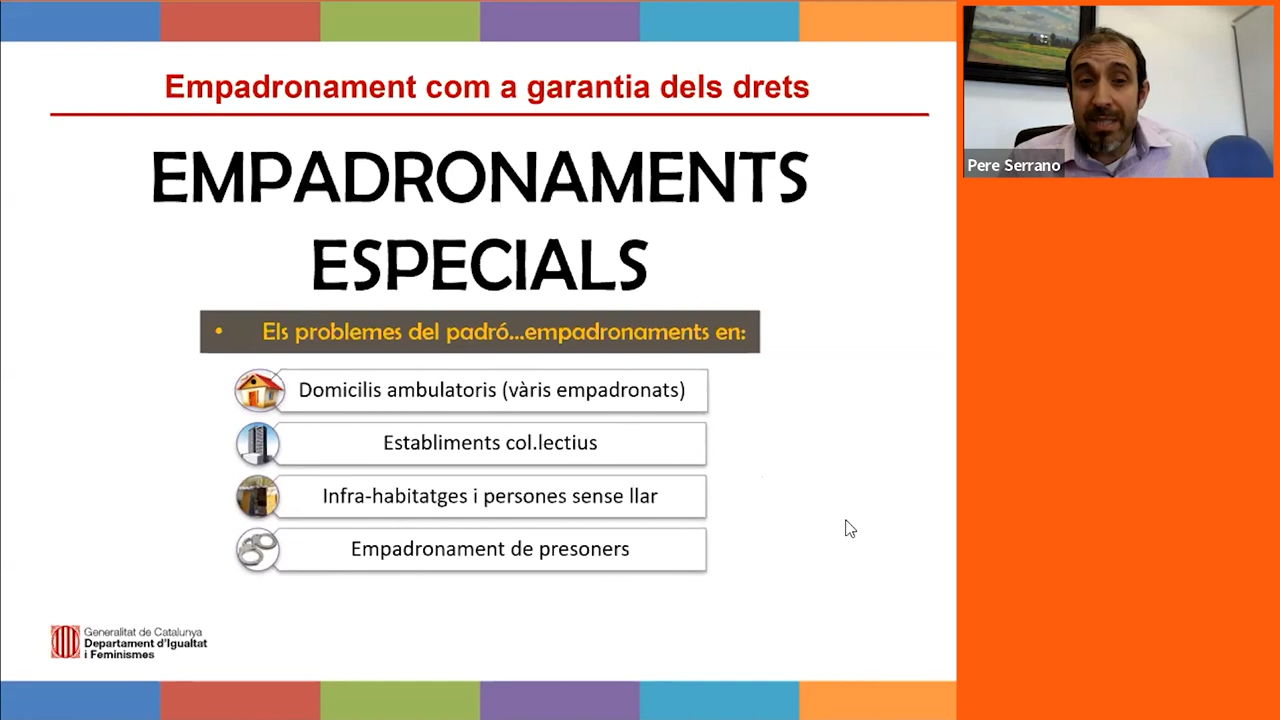 Empadronament com a garantia dels drets
EMPADRONAMENTS
ESPECIALS
• Els problemes del padró...empadronaments en:
Domicilis ambulatoris (vàris empadronats)
Establiments col.lectius
Infra-habitatges i persones sense llar
Empadronament de presoners
Generalitat de Catalunya
Departament d'Igualtat
i Feminismes
Pere Serrano